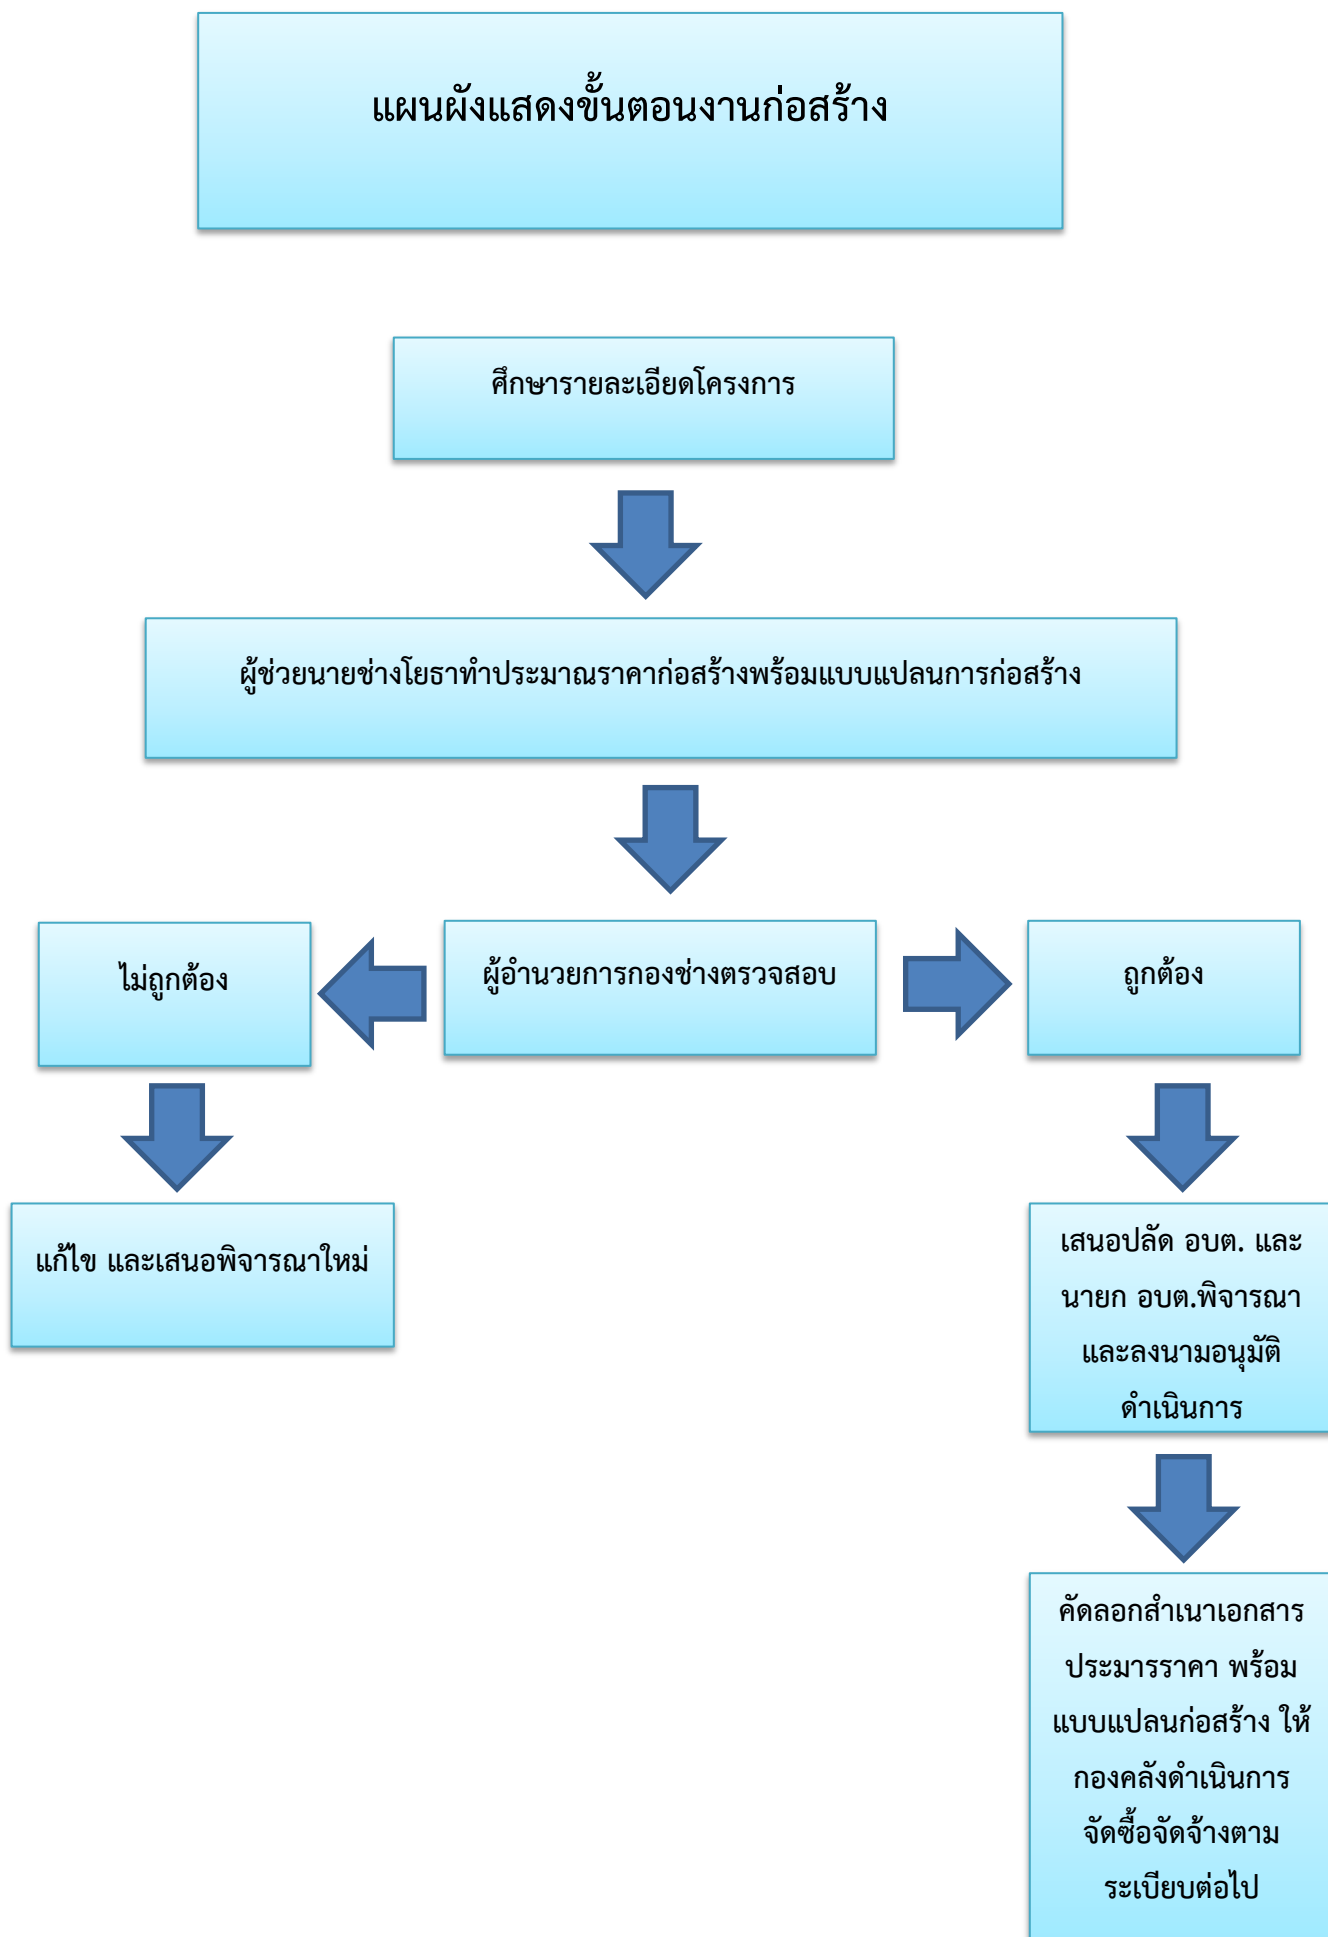 แผนผังแสดงขั้นตอนงานก่อสร้าง
ศึกษารายละเอียดโครงการ
ผู้ช่วยนายช่างโยธาทำประมาณราคาก่อสร้างพร้อมแบบแปลนการก่อสร้าง
ไม่ถูกต้อง
ผู้อำนวยการกองช่างตรวจสอบ
ถูกต้อง
แก้ไข และเสนอพิจารณาใหม่
เสนอปลัด อบต. และ
นายก อบต.พิจารณา
และลงนามอนุมัติ
ดำเนินการ
คัดลอกสำเนาเอกสาร
ประมารราคา พร้อม
แบบแปลนก่อสร้าง ให้
กองคลังดำเนินการ
จัดซื้อจัดจ้างตาม
ระเบียบต่อไป